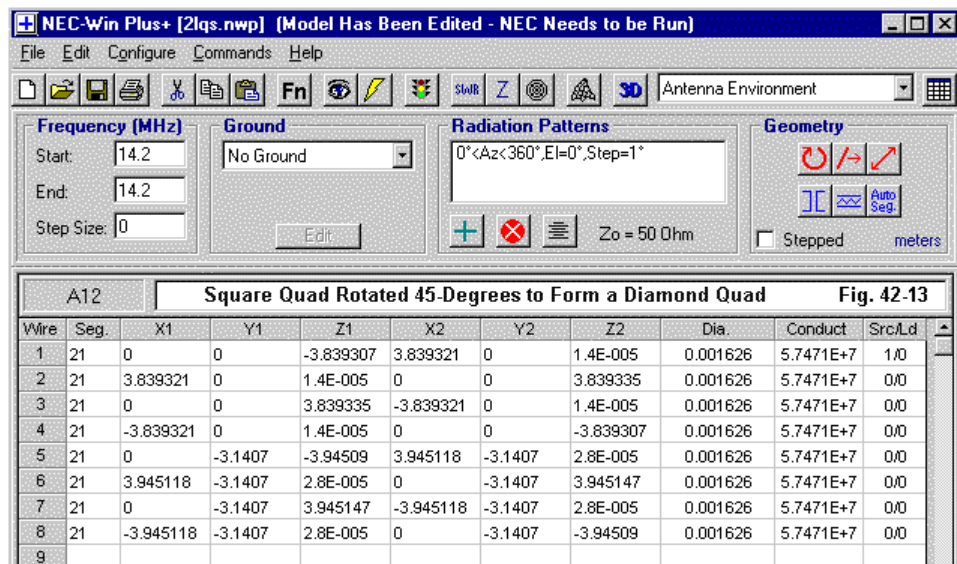 NEC-Win Plus+ [2lqs.nwp] (Model Has Been Edited - NEC Needs to be Run)
File Edit Configure Commands Help
Fn SWR Z 3D Antenna Environment
Frequency (MHz)
Start: 14.2
End: 14.2
Step Size: 0
Ground
No Ground
Edit
Radiation Patterns
0°<Az<360°,El=0°,Step=1°
Zo = 50 Ohm
Geometry
Auto Seg.
Stepped meters
A12 Square Quad Rotated 45-Degrees to Form a Diamond Quad Fig. 42-13
Wire Seg. X1 Y1 Z1 X2 Y2 Z2 Dia. Conduct Src/Ld
1 21 0 0 -3.839307 3.839321 0 1.4E-005 0.001626 5.7471E+7 1/0
2 21 3.839321 0 1.4E-005 0 0 3.839335 0.001626 5.7471E+7 0/0
3 21 0 0 3.839335 -3.839321 0 1.4E-005 0.001626 5.7471E+7 0/0
4 21 -3.839321 0 1.4E-005 0 0 -3.839307 0.001626 5.7471E+7 0/0
5 21 0 -3.1407 -3.94509 3.945118 -3.1407 2.8E-005 0.001626 5.7471E+7 0/0
6 21 3.945118 -3.1407 2.8E-005 0 -3.1407 3.945147 0.001626 5.7471E+7 0/0
7 21 0 -3.1407 3.945147 -3.945118 -3.1407 2.8E-005 0.001626 5.7471E+7 0/0
8 21 -3.945118 -3.1407 2.8E-005 0 -3.1407 -3.94509 0.001626 5.7471E+7 0/0
9